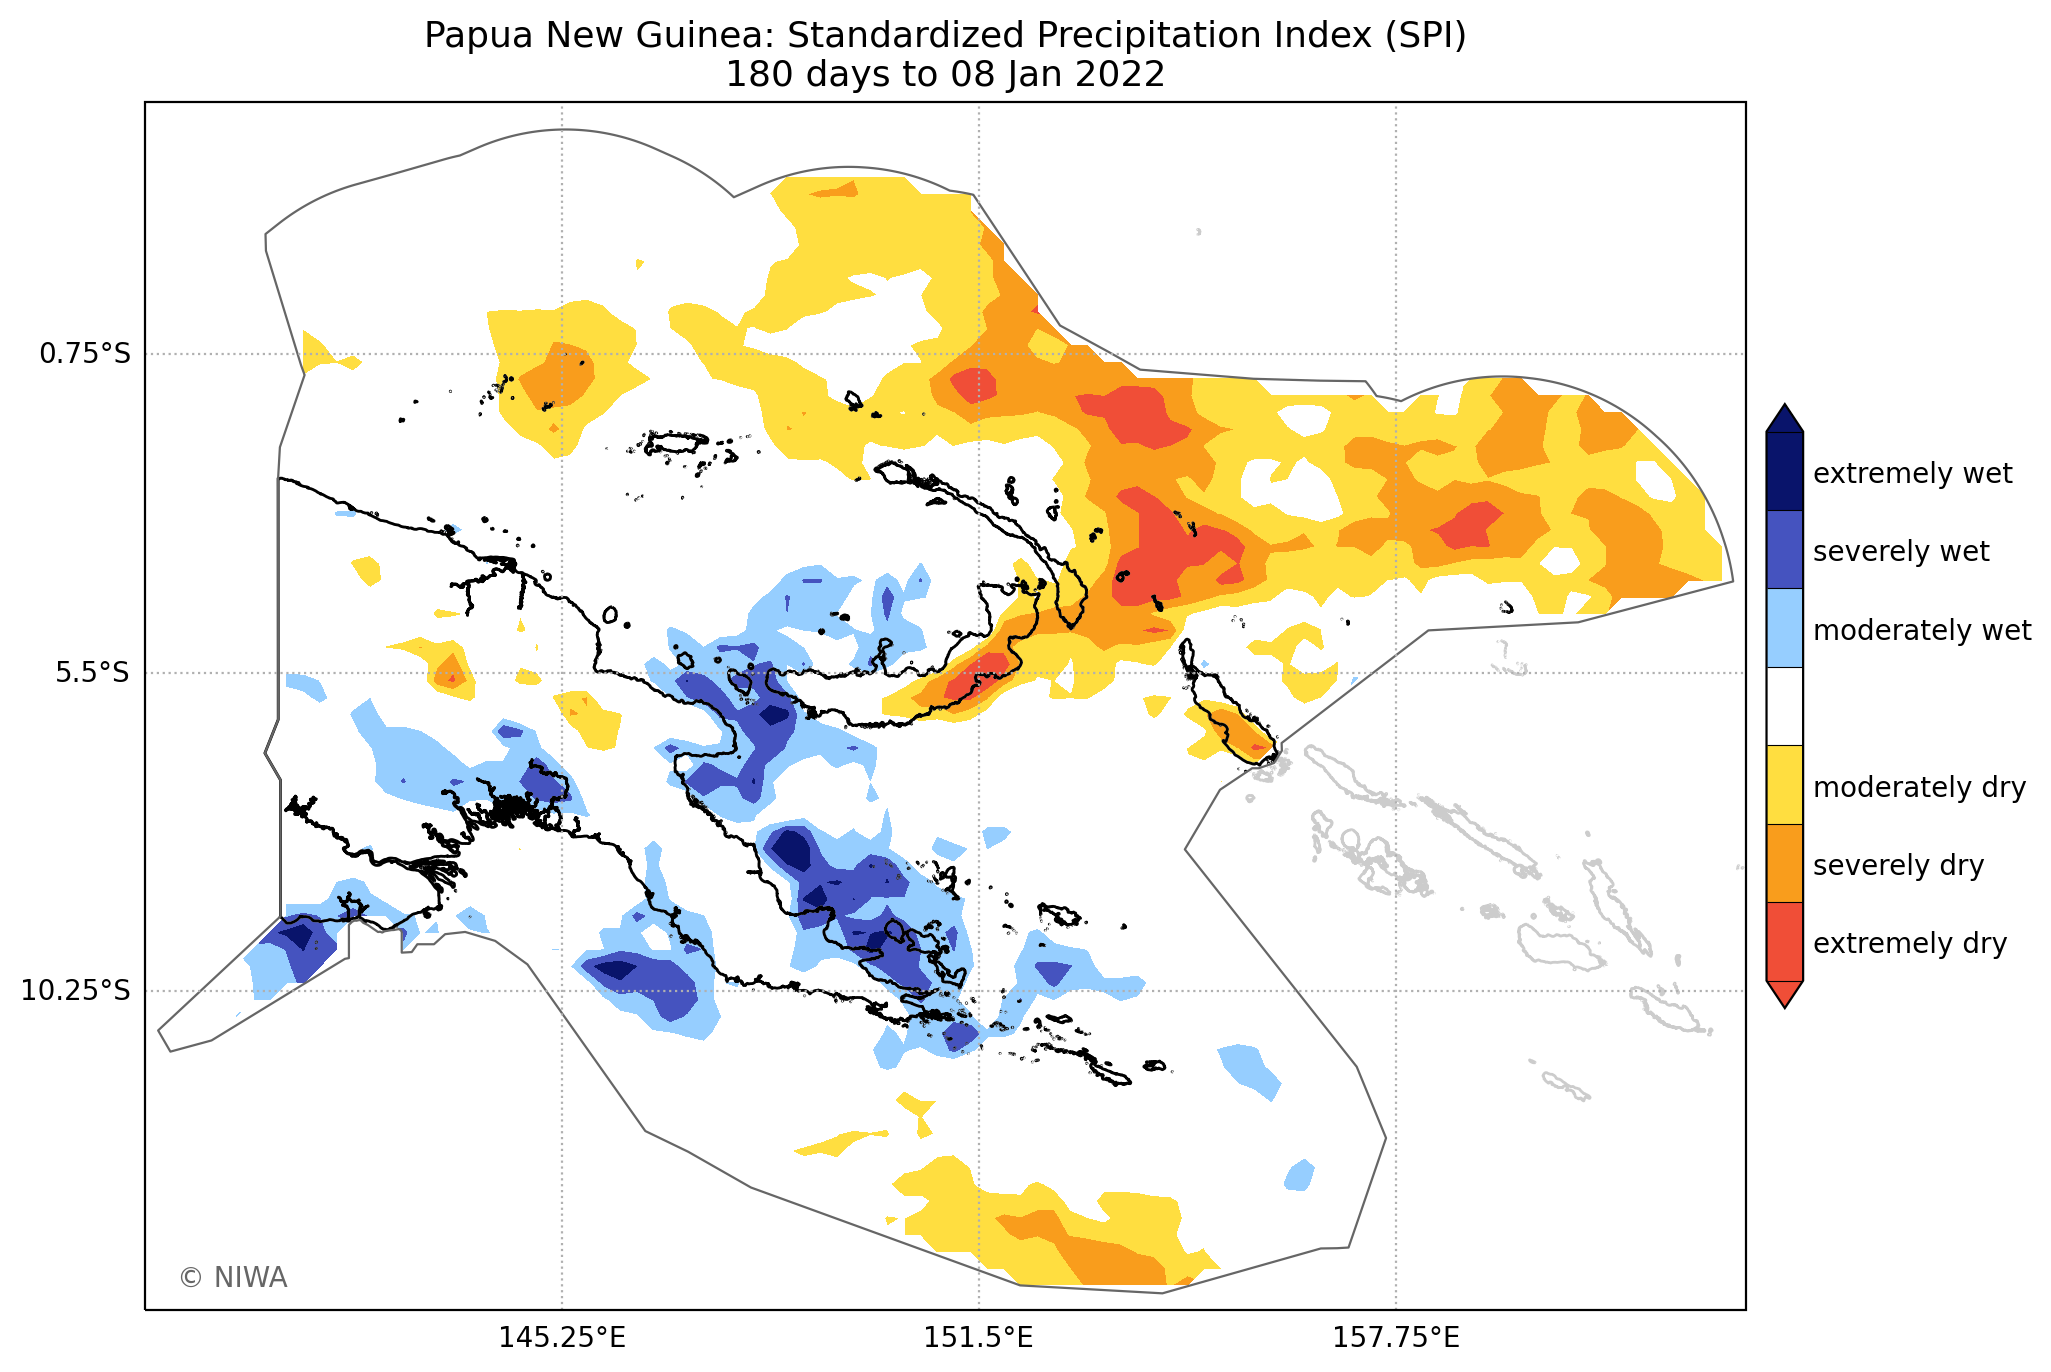 Papua New Guinea: Standardized Precipitation Index (SPI)
180 days to 08 Jan 2022
0.75°S
5.5°S
10.25°S
145.25°E
151.5°E
157.75°E
extremely wet
severely wet
moderately wet
moderately dry
severely dry
extremely dry
© NIWA